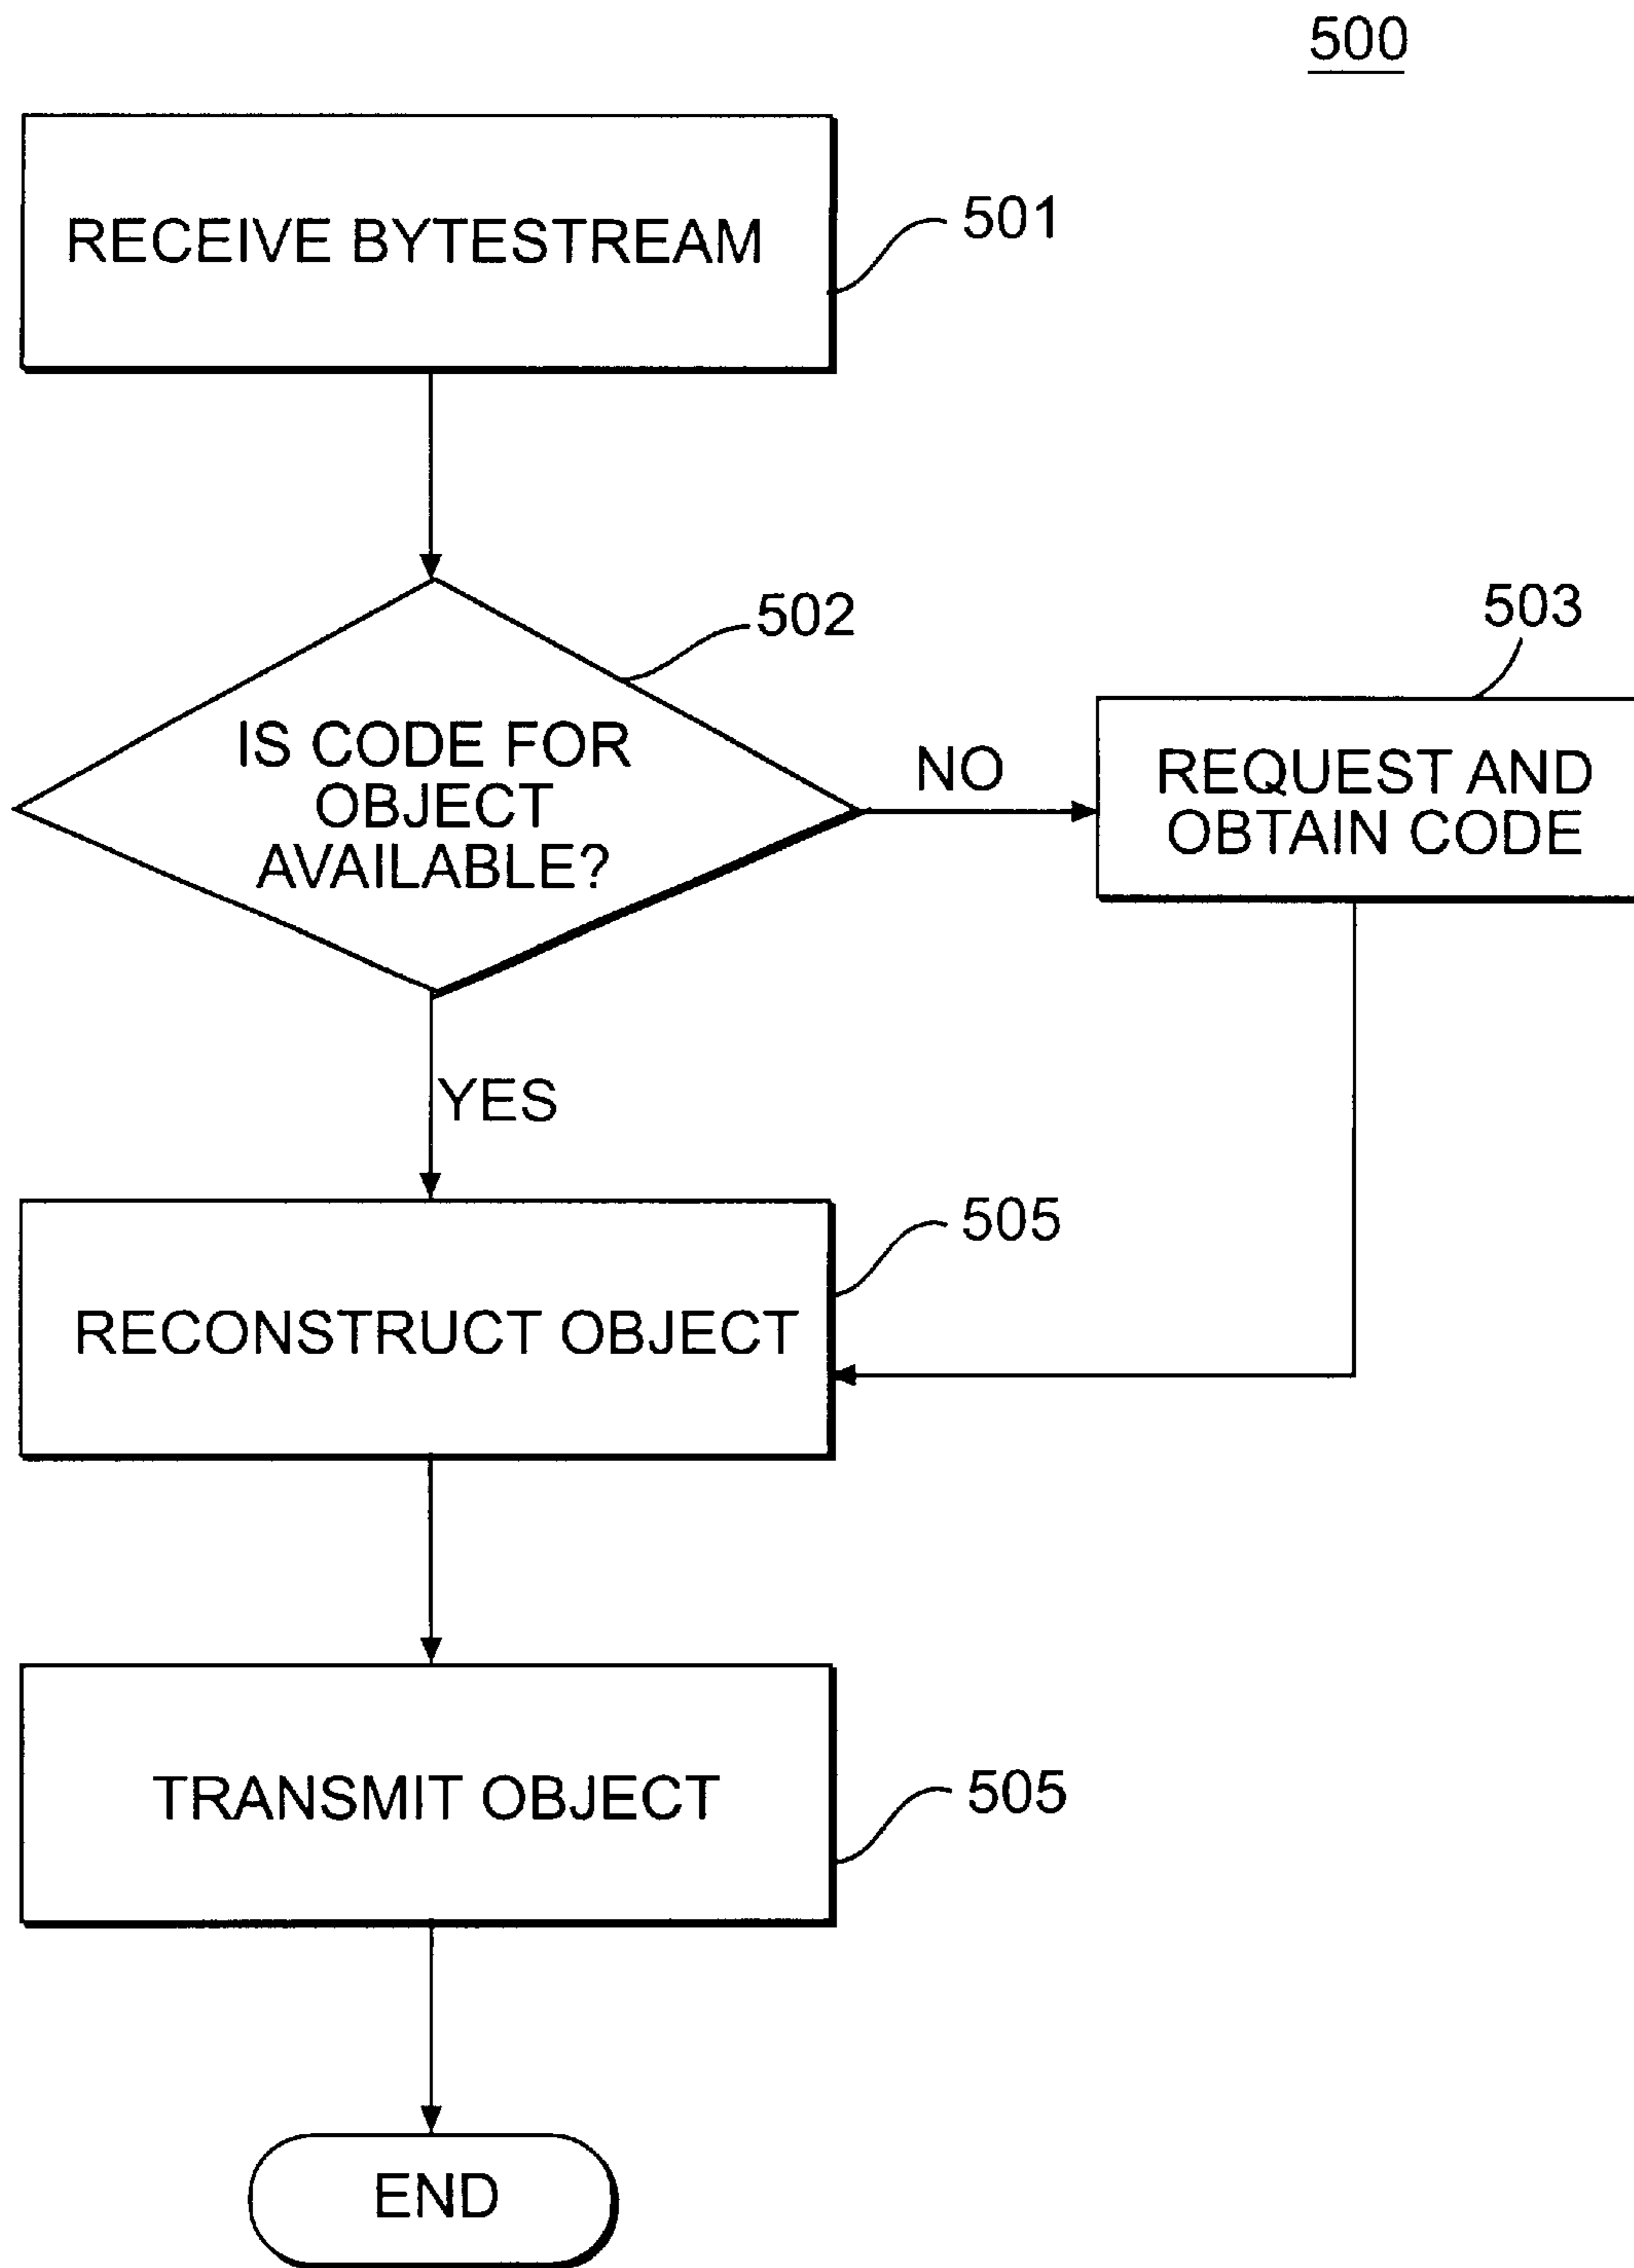 500
RECEIVE BYTESTREAM
501
502
IS CODE FOR
OBJECT
AVAILABLE?
NO
503
REQUEST AND
OBTAIN CODE
YES
505
RECONSTRUCT OBJECT
TRANSMIT OBJECT
505
END